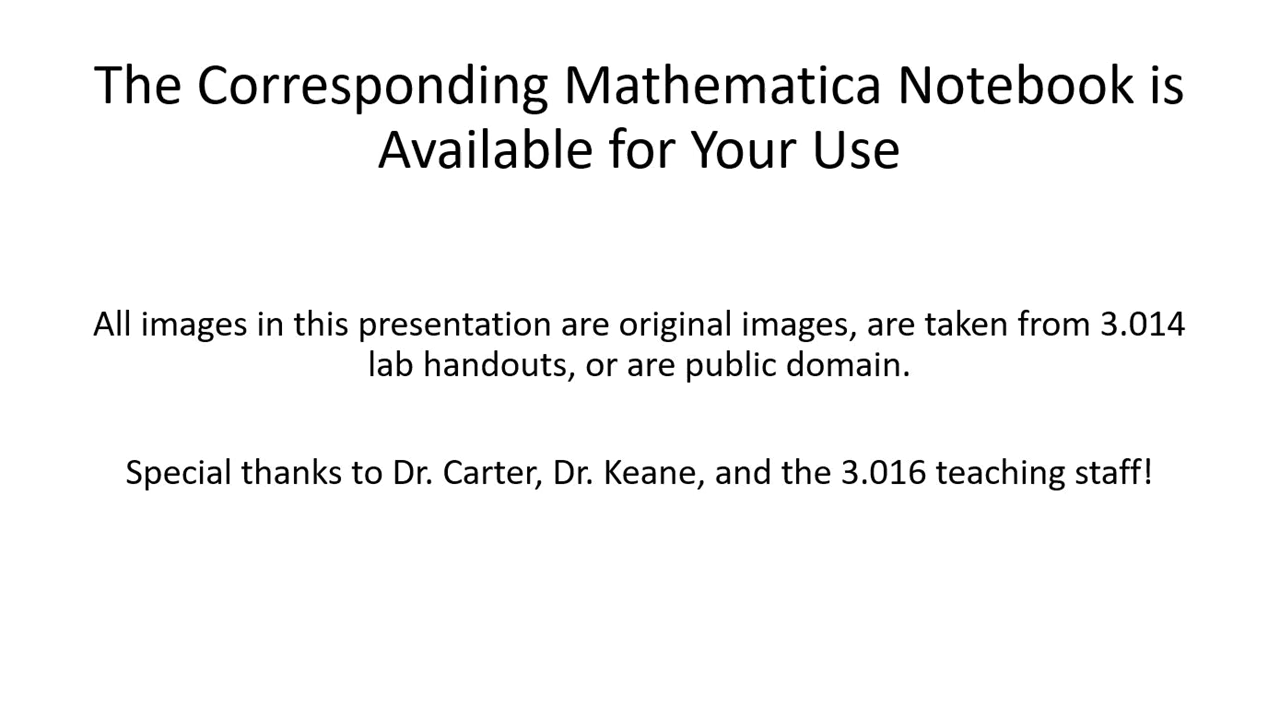 The Corresponding Mathematica Notebook is
Available for Your Use
All images in this presentation are original images, are taken from 3.014
lab handouts, or are public domain.
Special thanks to Dr. Carter, Dr. Keane, and the 3.016 teaching staff!